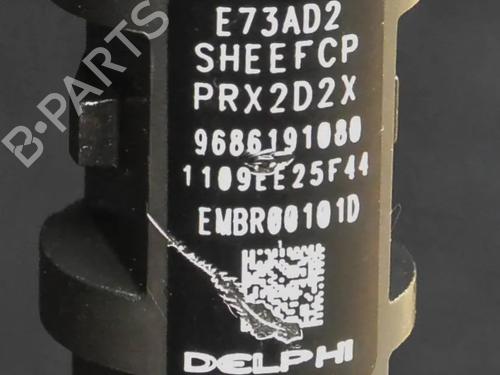 B-PARTS
E73AD2
SHEEFCP
PRX2D2X
9686191080
1109EE25F44
EMBR00101D
DELPHI